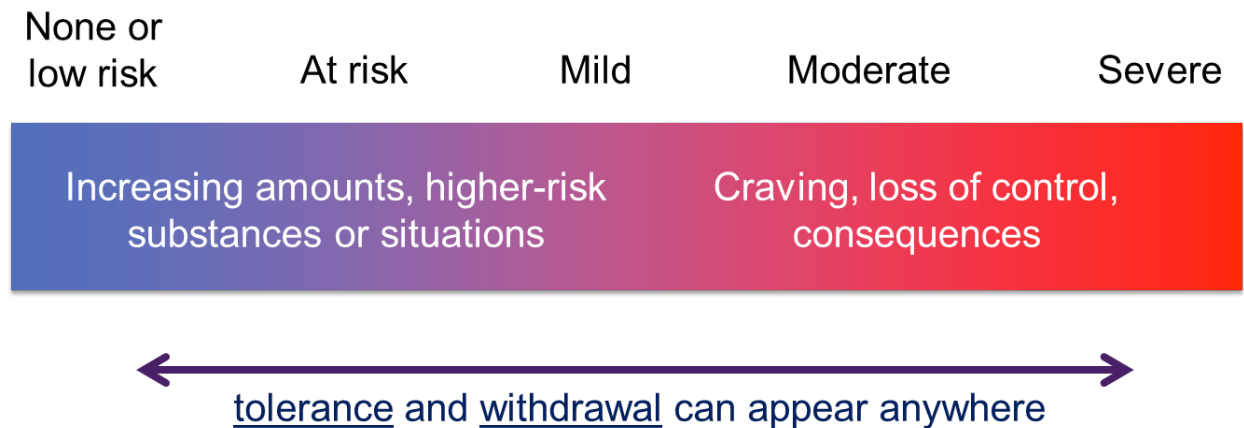 None or
low risk
At risk
Mild
Moderate
Severe
Increasing amounts, higher-risk
substances or situations
Craving, loss of control,
consequences
tolerance and withdrawal can appear anywhere